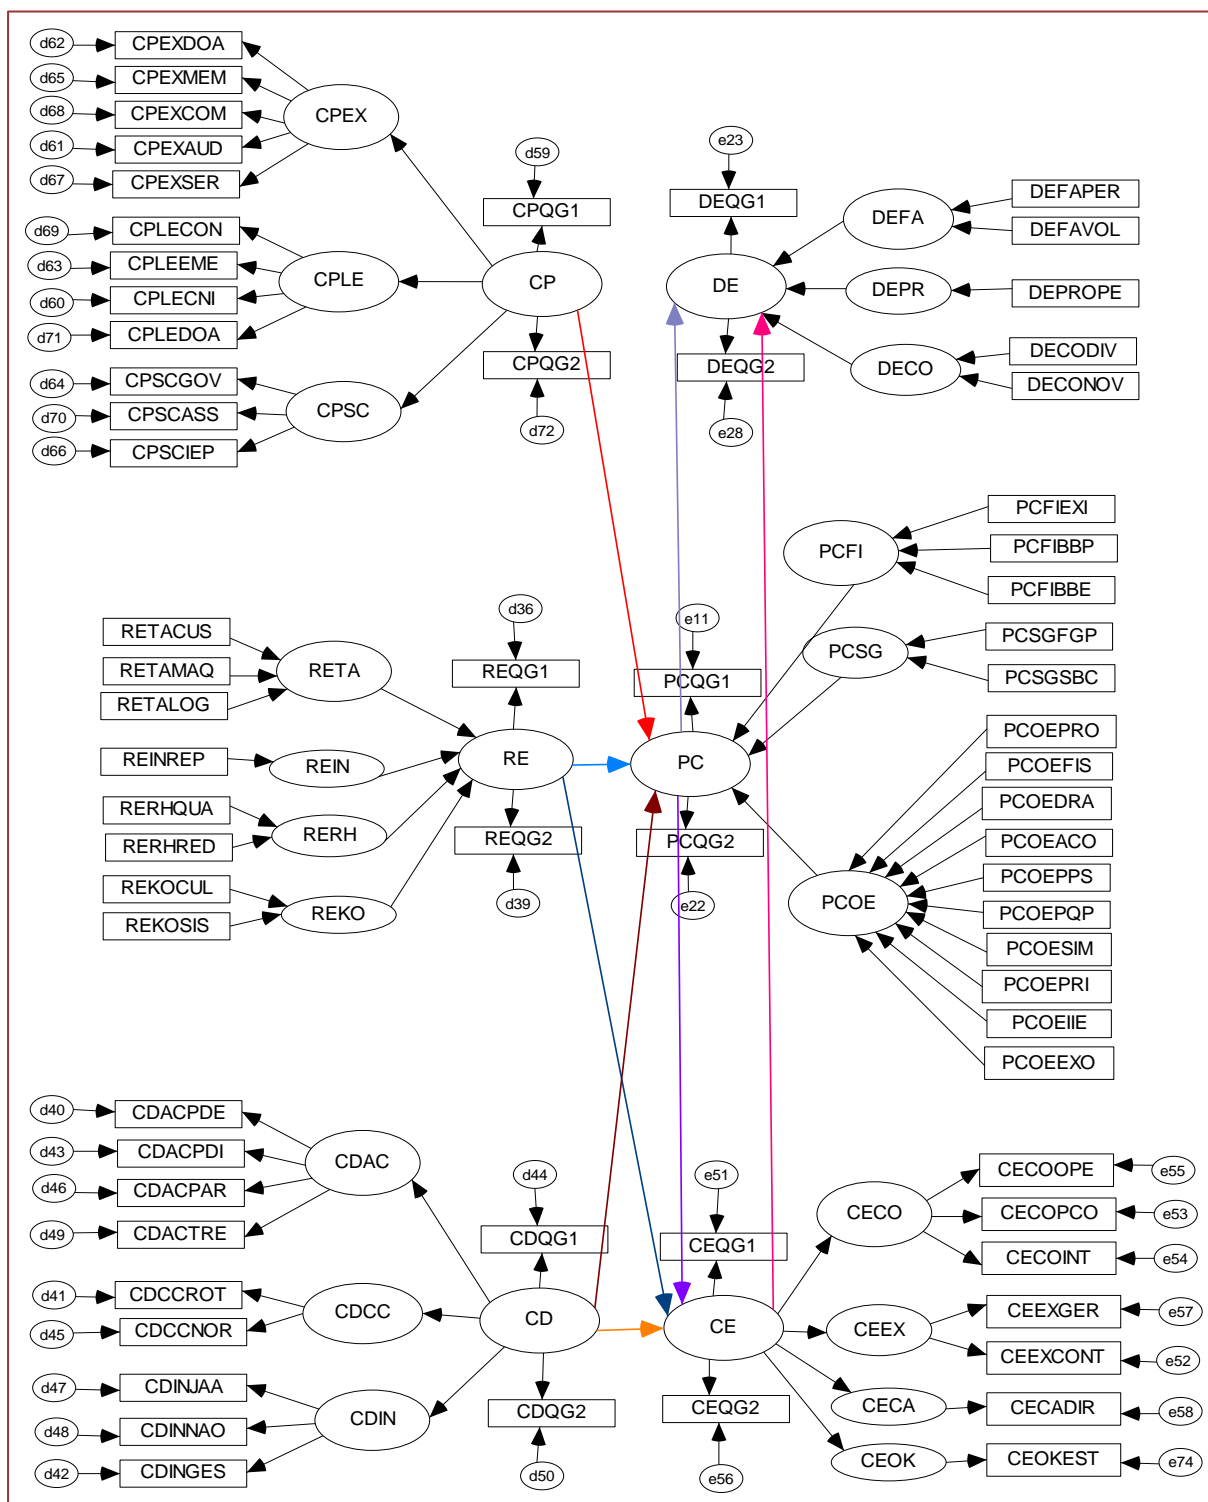 d62 CPEXDOA
d65 CPEXMEM
d68 CPEXCOM
d61 CPEXAUD
d67 CPEXSER
CPEX
d69 CPLECON
d63 CPLEEME
d60 CPLECNI
d71 CPLEDOA
CPLE
d64 CPSCGOV
d70 CPSCASS
d66 CPSCIEP
CPSC
d59
CPQG1
CP
CPQG2
d72
e23
DEQG1
DE
DEQG2
e28
DEFA
DEFAPER
DEFAVOL
DEPR
DEPROPE
DECO
DECODIV
DECONOV
RETACUS
RETAMAQ
RETALOG
RETA
REINREP
REIN
RERHQUA
RERHRED
RERH
REKOCUL
REKOSIS
REKO
d36
REQG1
RE
REQG2
d39
e11
PCQG1
PC
PCQG2
e22
PCFI
PCFIEXI
PCFIBBP
PCFIBBE
PCSG
PCSGFGP
PCSGSBC
PCOE
PCOEPRO
PCOEFIS
PCOEDRA
PCOEACO
PCOEPPS
PCOEPQP
PCOESIM
PCOEPRI
PCOEIIE
PCOEEXO
d40 CDACPDE
d43 CDACPDI
d46 CDACPAR
d49 CDACTRE
CDAC
d41 CDCCROT
d45 CDCCNOR
CDCC
d47 CDINJAA
d48 CDINNAO
d42 CDINGES
CDIN
d44
CDQG1
CD
CDQG2
d50
e51
CEQG1
CE
CEQG2
e56
CECO
CECOOPE e55
CECOPCO e53
CECOINT e54
CEEX
CEEXGER e57
CEEXCONT e52
CECA
CECADIR e58
CEOK
CEOKEST e74